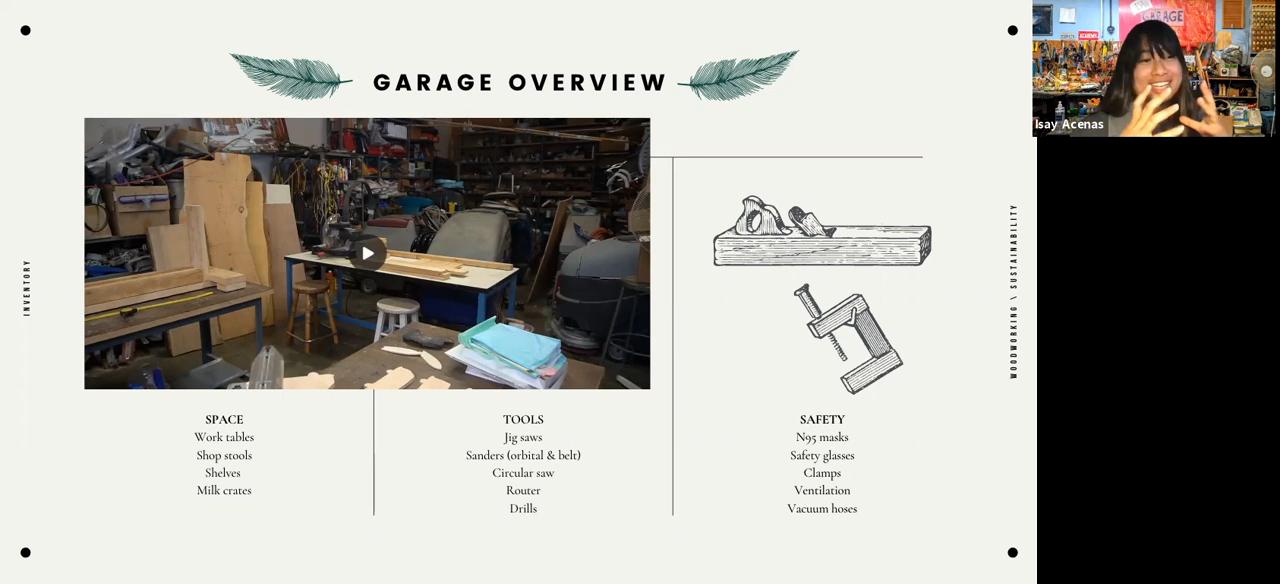 GARAGE OVERVIEW
INVENTORY
WOODWORKING \ SUSTAINABILITY
SPACE
Work tables
Shop stools
Shelves
Milk crates
TOOLS
Jig saws
Sanders (orbital & belt)
Circular saw
Router
Drills
SAFETY
N95 masks
Safety glasses
Clamps
Ventilation
Vacuum hoses
GARAGE
ACADEMY
Isay Acenas